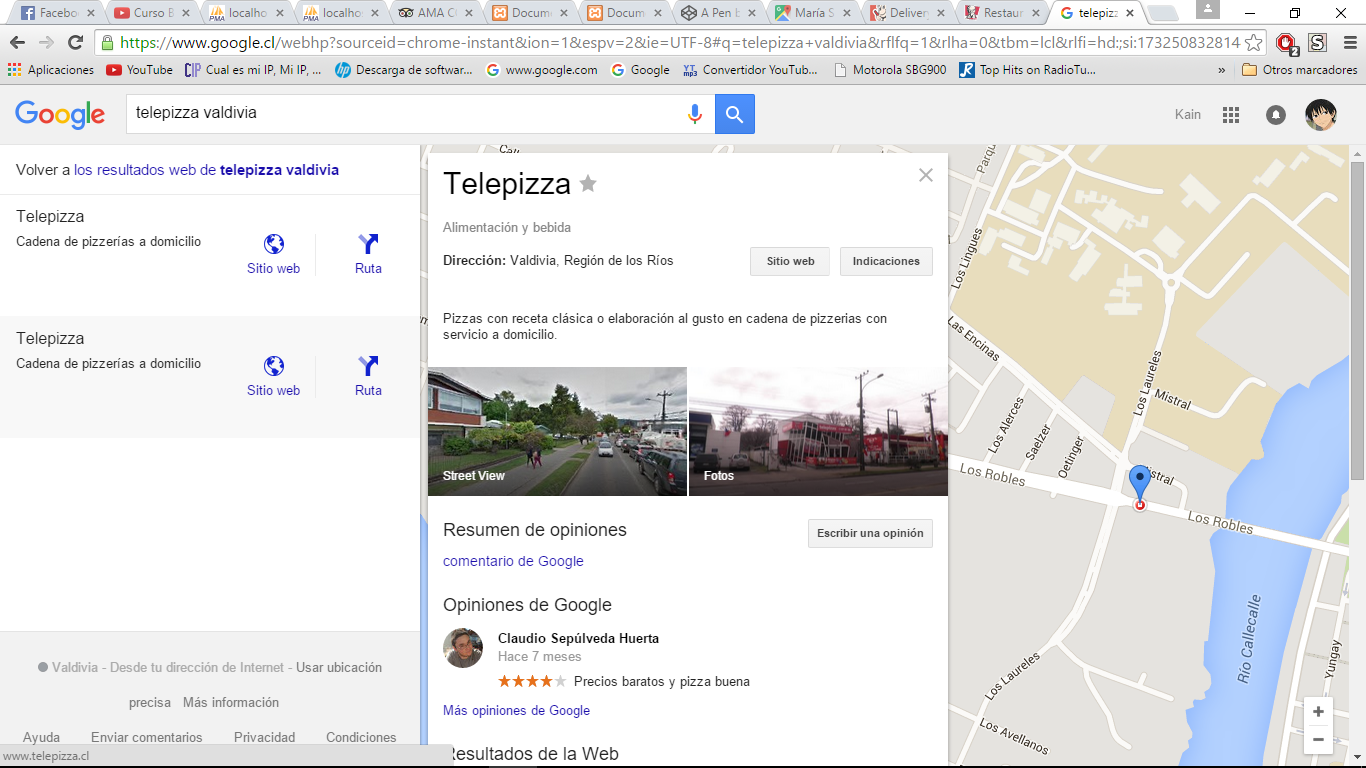 Facebo
Curso B
localho
localho
AMA CU
Docume
Docum
A Pen b
Maria S
Delivery
Restaur
telepizz
https://www.google.cl/webhp?sourceid=chrome-instant&ion=1&espv=2&ie=UTF-8#q=telepizza+valdivia&rflfq=1&rlha=0&tbm=lcl&rlfi=hd:;si:173250832814
2
Aplicaciones
YouTube
Cual es mi IP, Mi IP, ...
Descarga de softwar...
www.google.com
Google
Convertidor YouTub...
Motorola SBG900
Top Hits on RadioTu...
»
Otros marcadores
Google
telepizza valdivia
Kain
Volver a los resultados web de telepizza valdivia
Telepizza
Cadena de pizzerías a domicilio
Sitio web
Ruta
Telepizza
Cadena de pizzerías a domicilio
Sitio web
Ruta
Valdivia - Desde tu dirección de Internet - Usar ubicación
precisa Más información
Ayuda Enviar comentarios Privacidad Condiciones
www.telepizza.cl
Telepizza
Alimentación y bebida
Dirección: Valdivia, Región de los Ríos
Sitio web
Indicaciones
Pizzas con receta clásica o elaboración al gusto en cadena de pizzerias con
servicio a domicilio.
Street View
Fotos
Resumen de opiniones
Escribir una opinión
comentario de Google
Opiniones de Google
Claudio Sepúlveda Huerta
Hace 7 meses
Precios baratos y pizza buena
Más opiniones de Google
Resultados de la Web
Parqu
Los Lingues
Las Encinas
Los Laureles
Mistral
Los Alerces
Saelzer
Oetinger
Mistral
Los Robles
Los Robles
Río Callecalle
Yungay
Los Laureles
Los Avellanos